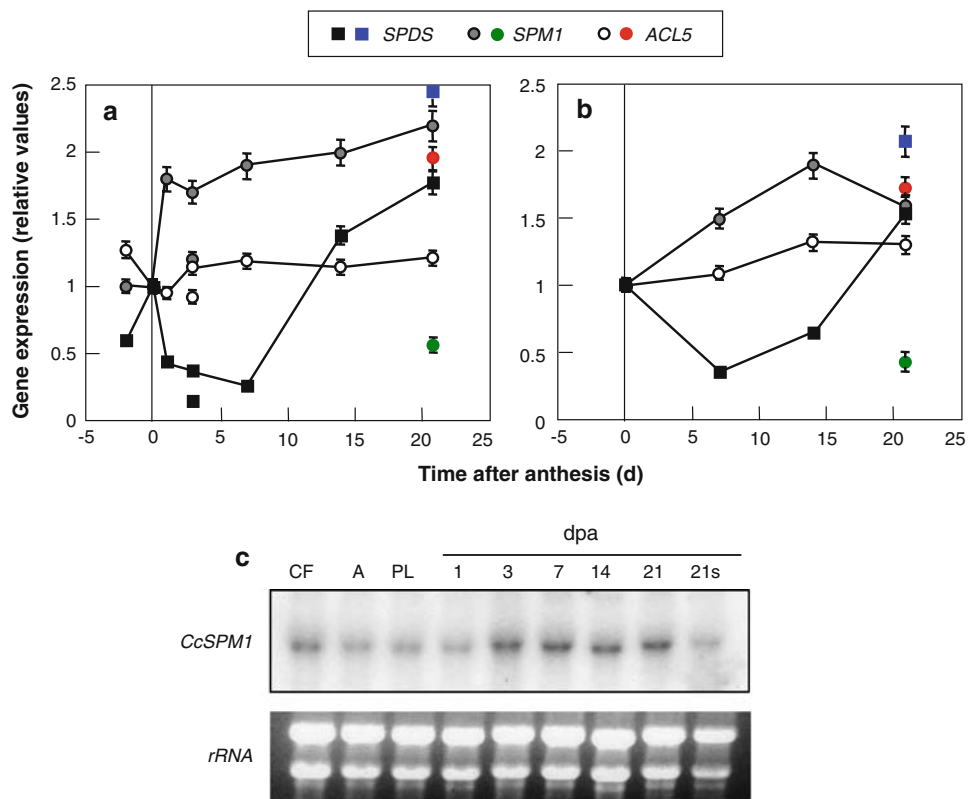 SPDS SPM1 ACL5
a
b
Gene expression (relative values)
2.5
2
1.5
1
0.5
0
-5 0 5 10 15 20 25
2.5
2
1.5
1
0.5
0
-5 0 5 10 15 20 25
Time after anthesis (d)
c
dpa
CF A PL 1 3 7 14 21 21s
CcSPM1
rRNA